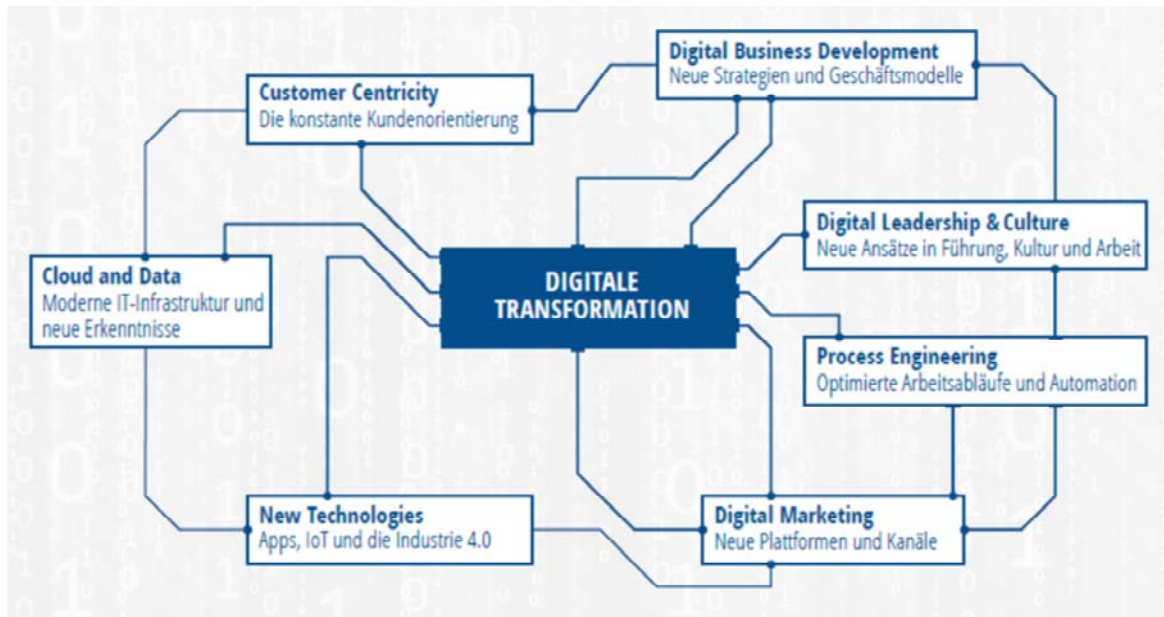 Digital Business Development
Neue Strategien und Geschäftsmodelle
Customer Centricity
Die konstante Kundenorientierung
Digital Leadership & Culture
Neue Ansätze in Führung, Kultur und Arbeit
Cloud and Data
Moderne IT-Infrastruktur und
neue Erkenntnisse
DIGITALE
TRANSFORMATION
Process Engineering
Optimierte Arbeitsabläufe und Automation
New Technologies
Apps, IoT und die Industrie 4.0
Digital Marketing
Neue Plattformen und Kanäle